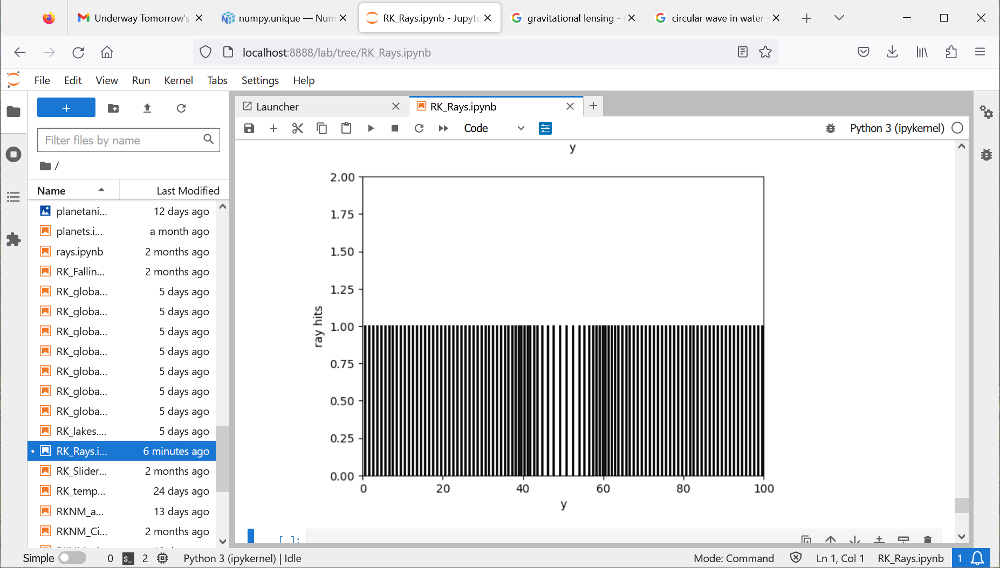 Underway Tomorrow's
numpy.unique — Num
RK_Rays.ipynb - Jupyte
gravitational lensing -
circular wave in water -
localhost:8888/lab/tree/RK_Rays.ipynb
File Edit View Run Kernel Tabs Settings Help
Filter files by name
/
Name Last Modified
planetani... 12 days ago
planets.i... a month ago
rays.ipynb 2 months ago
RK_Fallin... 2 months ago
RK_globa... 5 days ago
RK_globa... 5 days ago
RK_globa... 5 days ago
RK_globa... 5 days ago
RK_globa... 5 days ago
RK_globa... 5 days ago
RK_globa... 5 days ago
RK_lakes.... 5 days ago
RK_Rays.i... 6 minutes ago
RK_Slider... 2 months ago
RK_temp... 24 days ago
RKNM_a... 13 days ago
RKNM_Ci... 2 months ago
Launcher
RK_Rays.ipynb
Code
Python 3 (ipykernel)
y
2.00
1.75
1.50
1.25
1.00
0.75
0.50
0.25
0.00
ray hits
0 20 40 60 80 100
y
[ ]:
Simple 0 $_ 2 Python 3 (ipykernel) | Idle
Mode: Command Ln 1, Col 1 RK_Rays.ipynb 1